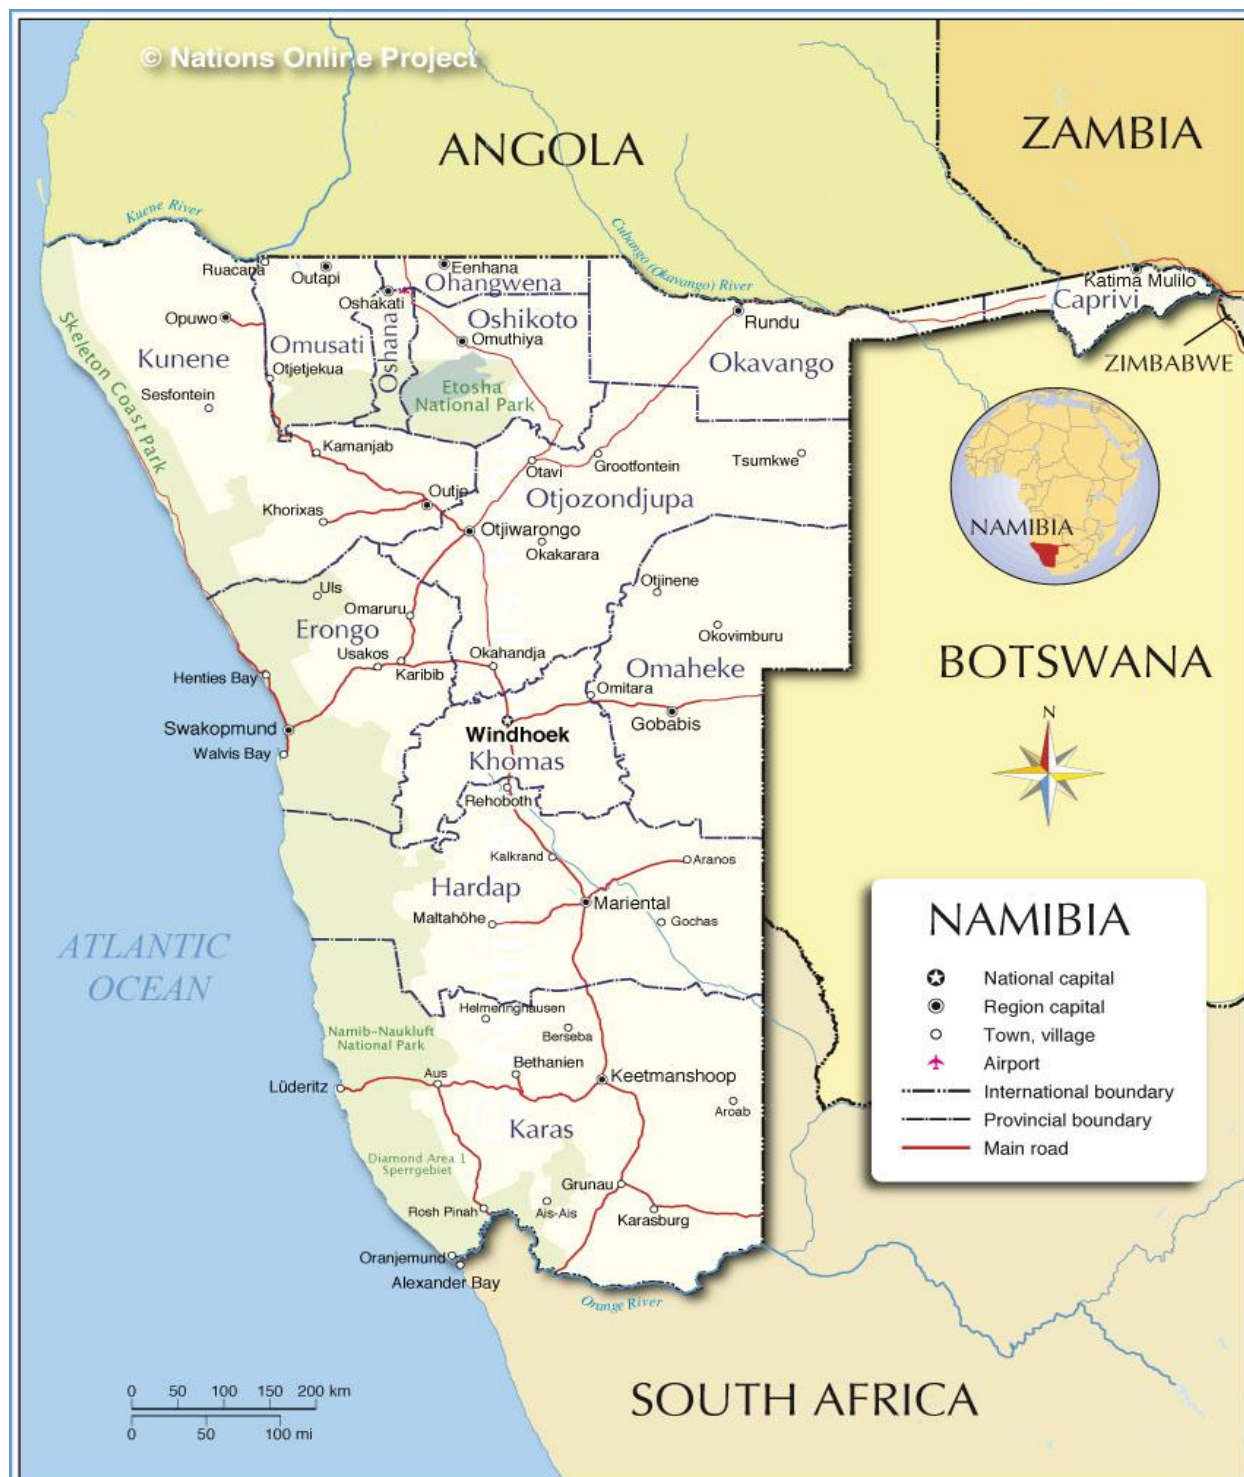 © Nations Online Project
ANGOLA
ZAMBIA
Kuene River
Cubango (Okavango) River
Ruacana
Outapi
Eenhana
Ohangwena
Oshakati
Katima Mulilo
Caprivi
Opuwo
Oshikoto
Rundu
Kunene
Omusati
Oshana
Omuthiya
Okavango
ZIMBABWE
Otjetjekua
Sesfontein
Etosha
National Park
Skeleton Coast Park
Kamanjab
Otavi
Grootfontein
Tsumkwe
Outjo
Otjozondjupa
Khorixas
Otjiwarongo
Okakarara
NAMIBIA
Uls
Otjinene
Omaruru
Erongo
Okovimburu
Usakos
Karibib
Okahandja
Omaheke
BOTSWANA
Henties Bay
Omitara
Swakopmund
Gobabis
Walvis Bay
Windhoek
Khomas
N
Rehoboth
Kalkrand
Aranos
Hardap
Mariental
Maltahöhe
Gochas
ATLANTIC
OCEAN
NAMIBIA
National capital
Region capital
Town, village
Airport
International boundary
Provincial boundary
Main road
Helmeringhausen
Berseba
Namib-Naukluft
National Park
Bethanien
Keetmanshoop
Lüderitz
Aus
Aroab
Karas
Diamond Area 1
Sperrgebiet
Grunau
Rosh Pinah
Ais-Ais
Karasburg
Oranjemund
Alexander Bay
Orange River
SOUTH AFRICA
0 50 100 150 200 km
0 50 100 mi